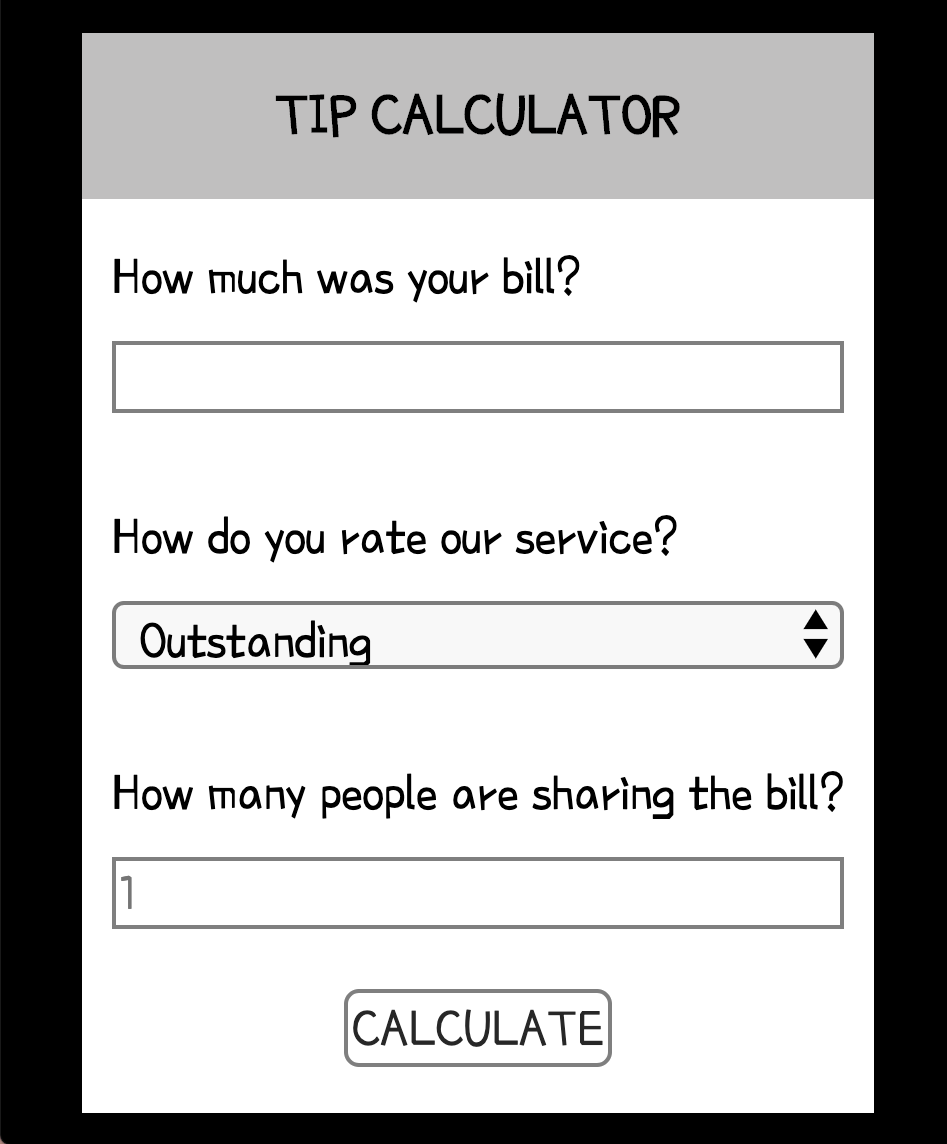 TIP CALCULATOR
How much was your bill?
How do you rate our service?
Outstanding
How many people are sharing the bill?
1
CALCULATE